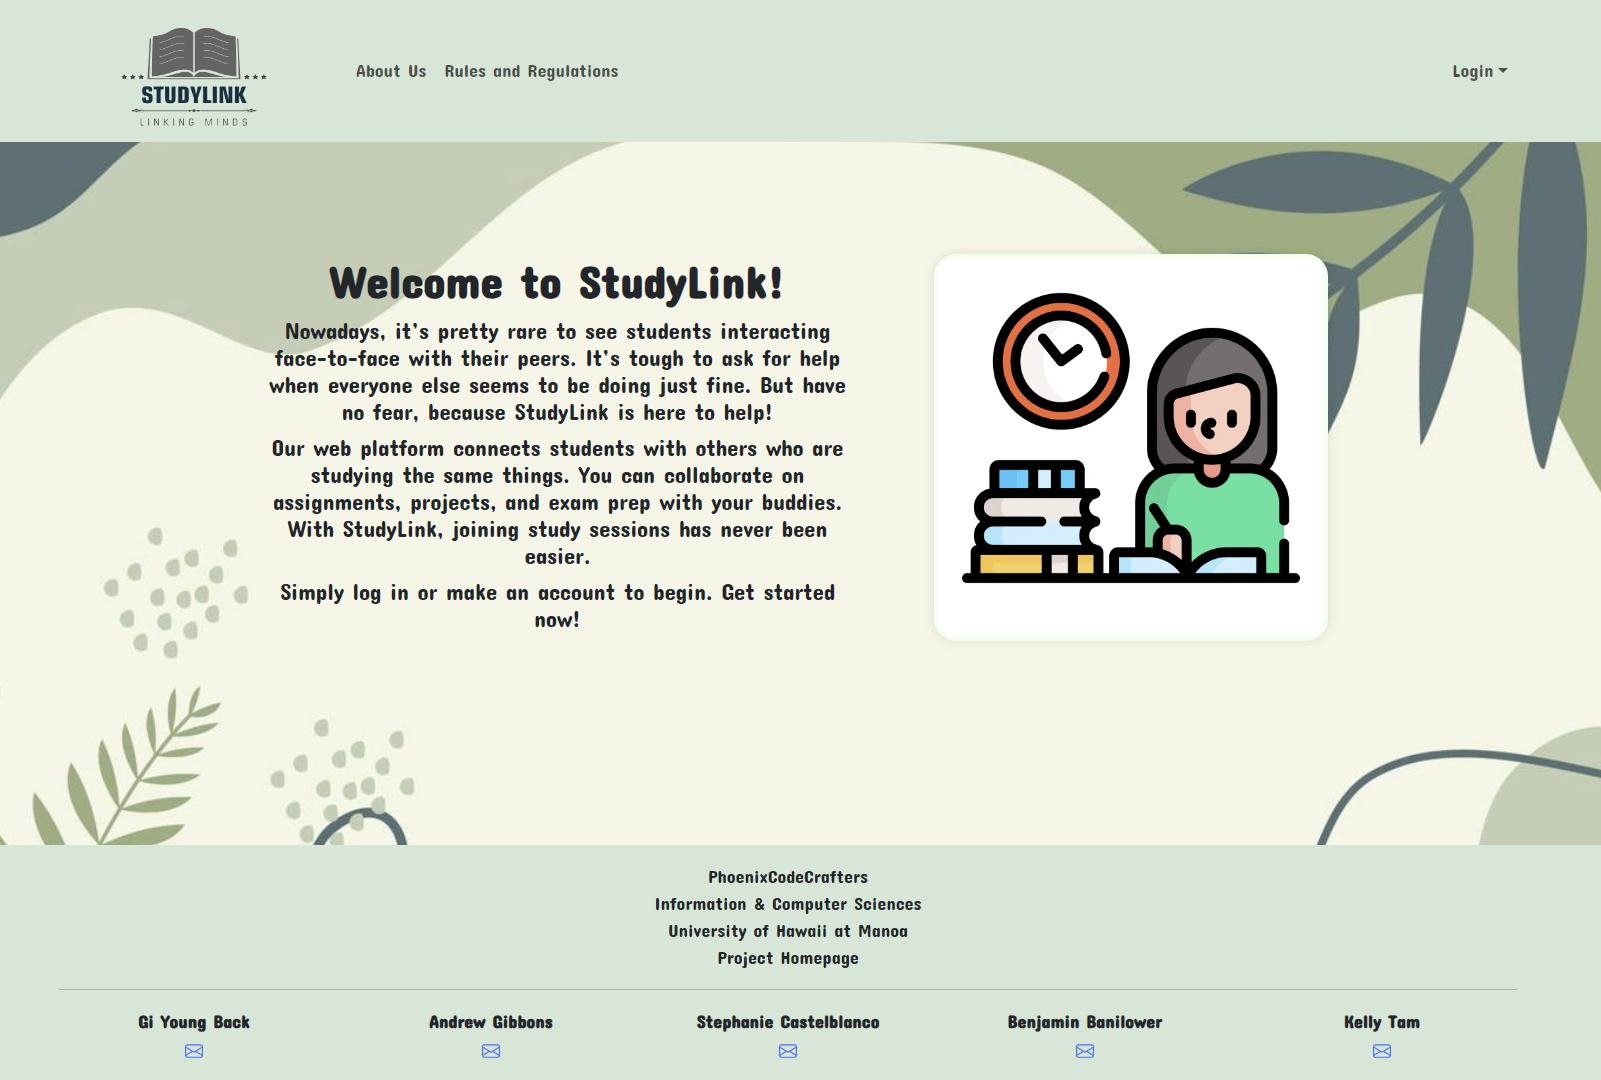 STUDYLINK
LINKING MINDS
About Us
Rules and Regulations
Login
Welcome to StudyLink!
Nowadays, it's pretty rare to see students interacting
face-to-face with their peers. It's tough to ask for help
when everyone else seems to be doing just fine. But have
no fear, because StudyLink is here to help!
Our web platform connects students with others who are
studying the same things. You can collaborate on
assignments, projects, and exam prep with your buddies.
With StudyLink, joining study sessions has never been
easier.
Simply log in or make an account to begin. Get started
now!
PhoenixCodeCrafters
Information & Computer Sciences
University of Hawaii at Manoa
Project Homepage
Gi Young Back
Andrew Gibbons
Stephanie Castelblanco
Benjamin Banilower
Kelly Tam